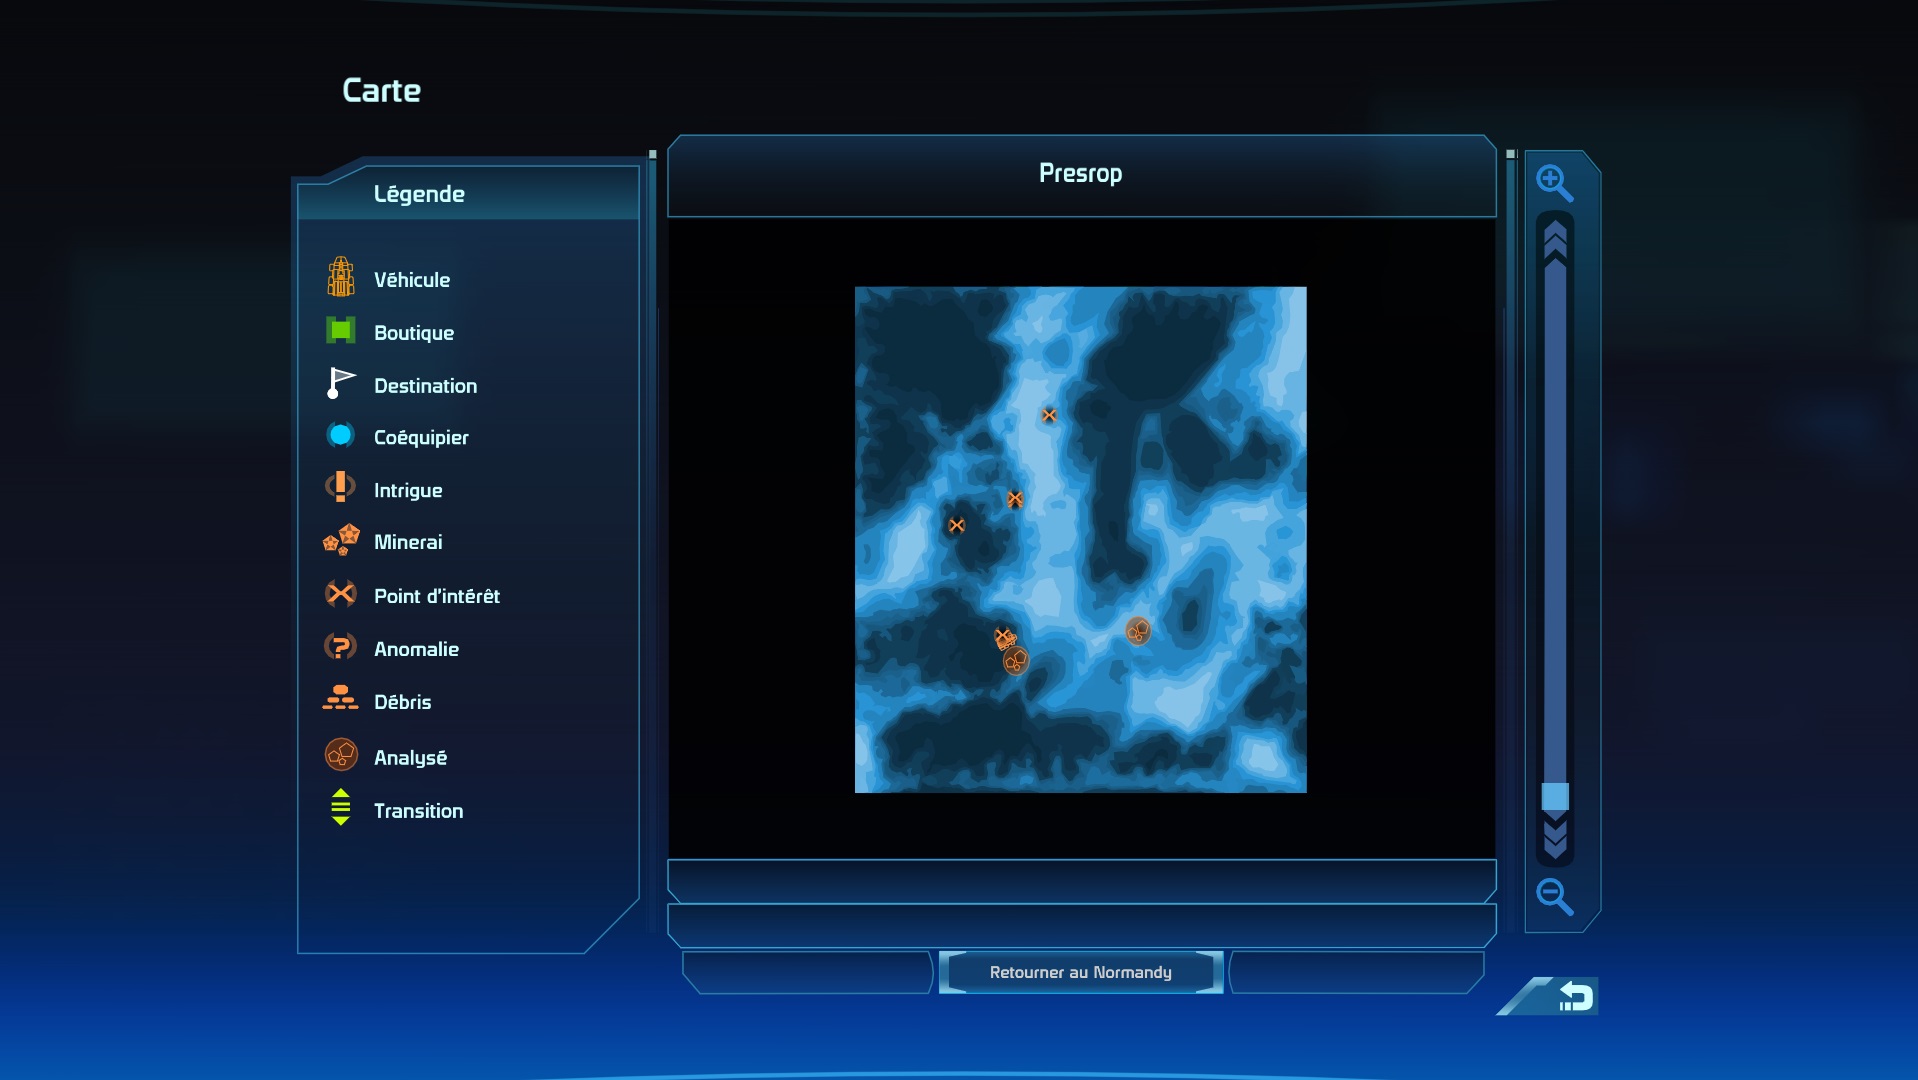 Carte
Légende
Véhicule
Boutique
Destination
Coéquipier
Intrigue
Minerai
Point d'intérêt
Anomalie
Débris
Analysé
Transition
Presrop
Retourner au Normandy